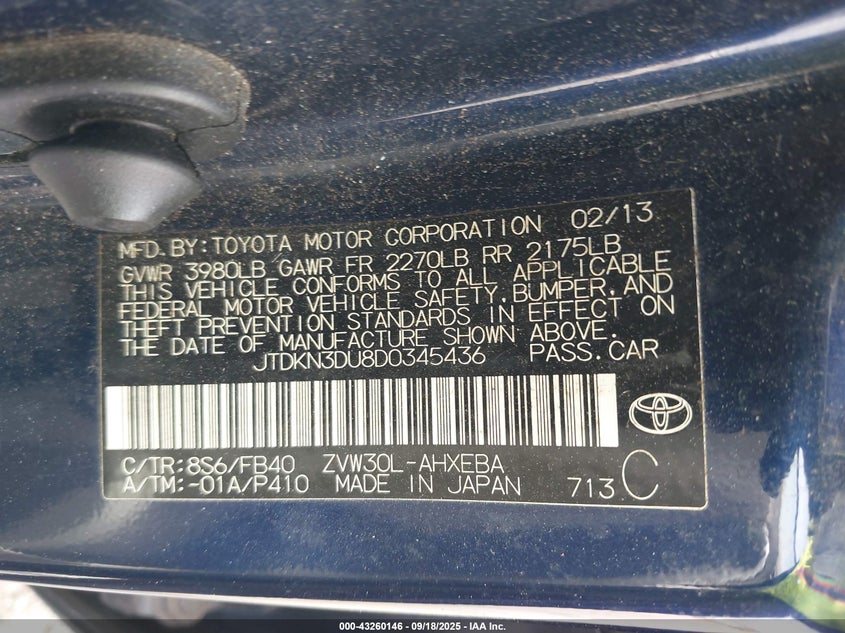 MFD.BY:TOYOTA MOTOR CORPORATION 02/13
GVWR 3980LB GAWR FR 2270LB RR 2175LB
THIS VEHICLE CONFORMS TO ALL APPLICABLE
FEDERAL MOTOR VEHICLE SAFETY,BUMPER,AND
THEFT PREVENTION STANDARDS IN EFFECT ON
THE DATE OF MANUFACTURE SHOWN ABOVE.
JTDKN3DU8D0345436 PASS.CAR
C/TR:8S6/FB40 ZVW30L-AHXEBA
A/TM:-01A/P410 MADE IN JAPAN 713 C
000-43260146 - 09/18/2025 - IAA Inc.